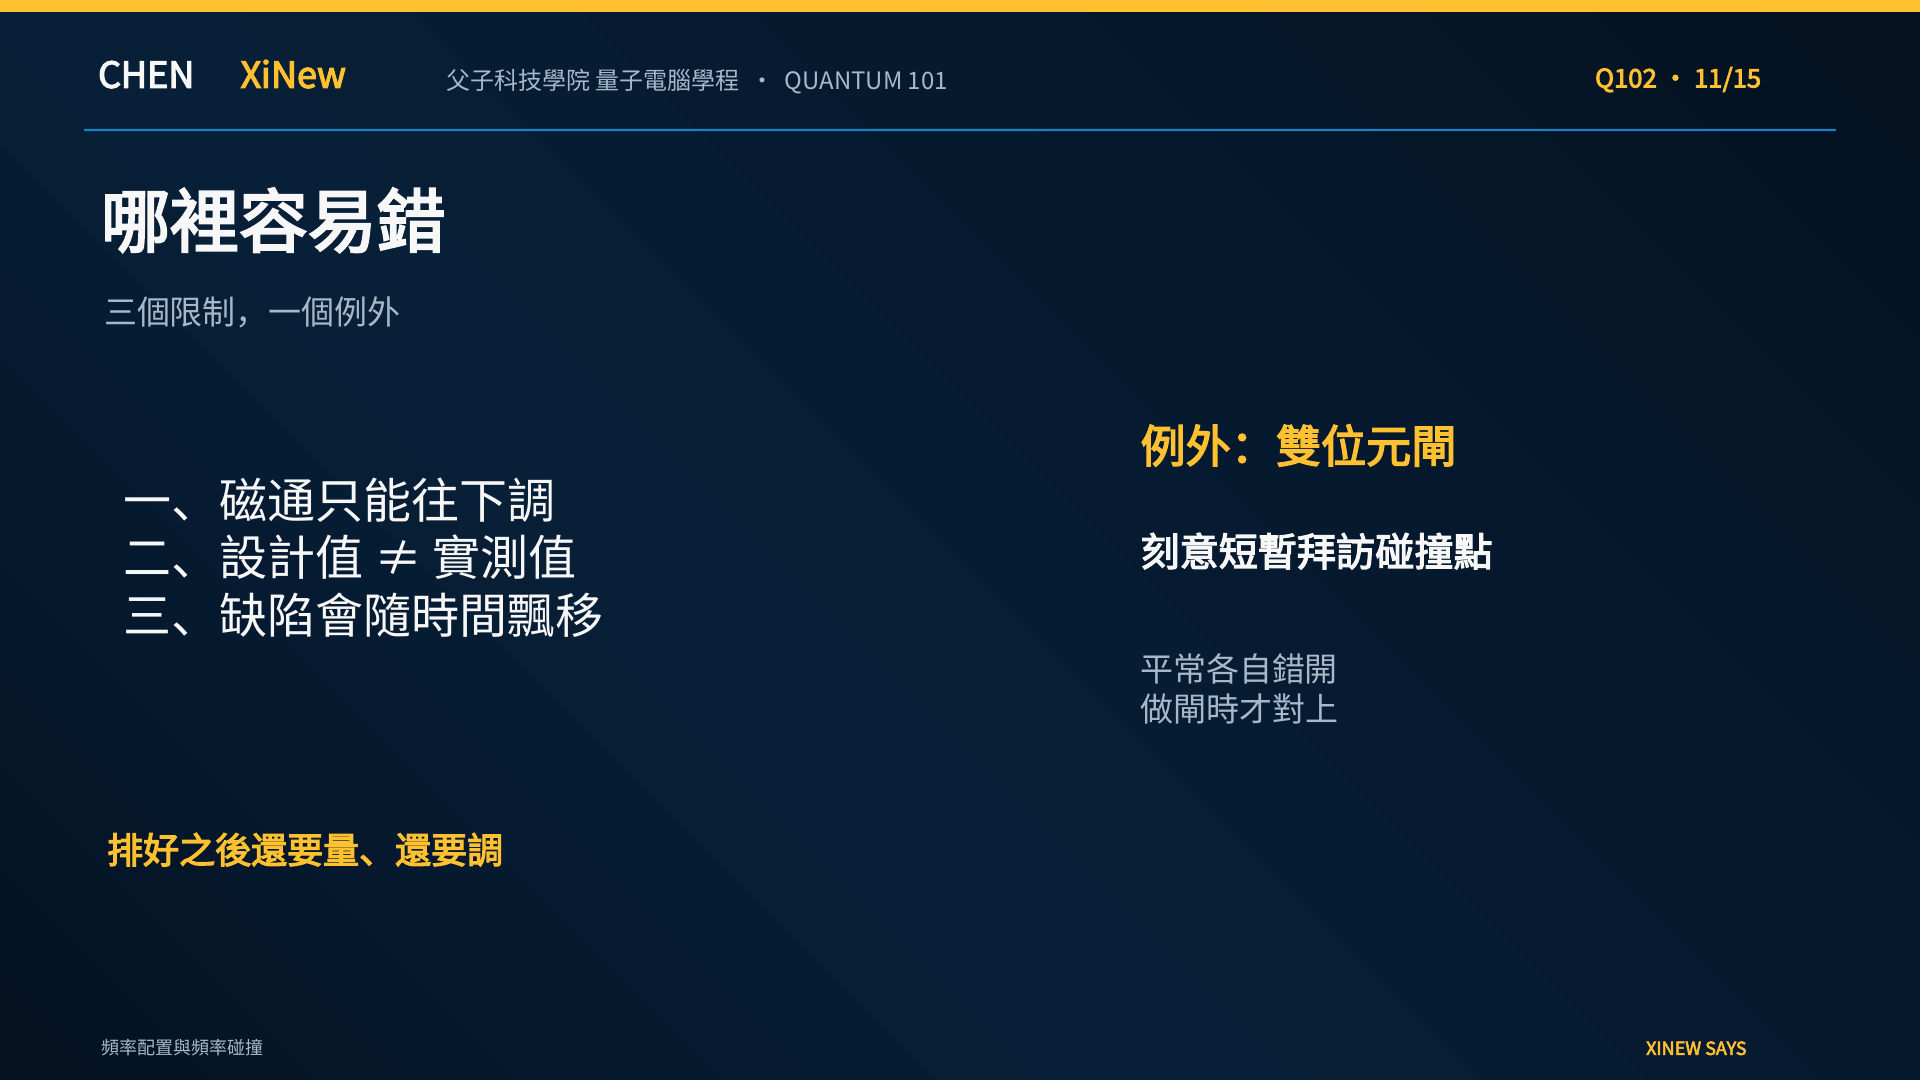 CHEN XiNew 父子科技學院 量子電腦學程 · QUANTUM 101 Q102 · 11/15
哪裡容易錯
三個限制，一個例外
一、磁通只能往下調
二、設計值 ≠ 實測值
三、缺陷會隨時間飄移
排好之後還要量、還要調
例外：雙位元閘
刻意短暫拜訪碰撞點
平常各自錯開
做閘時才對上
頻率配置與頻率碰撞
XINEW SAYS